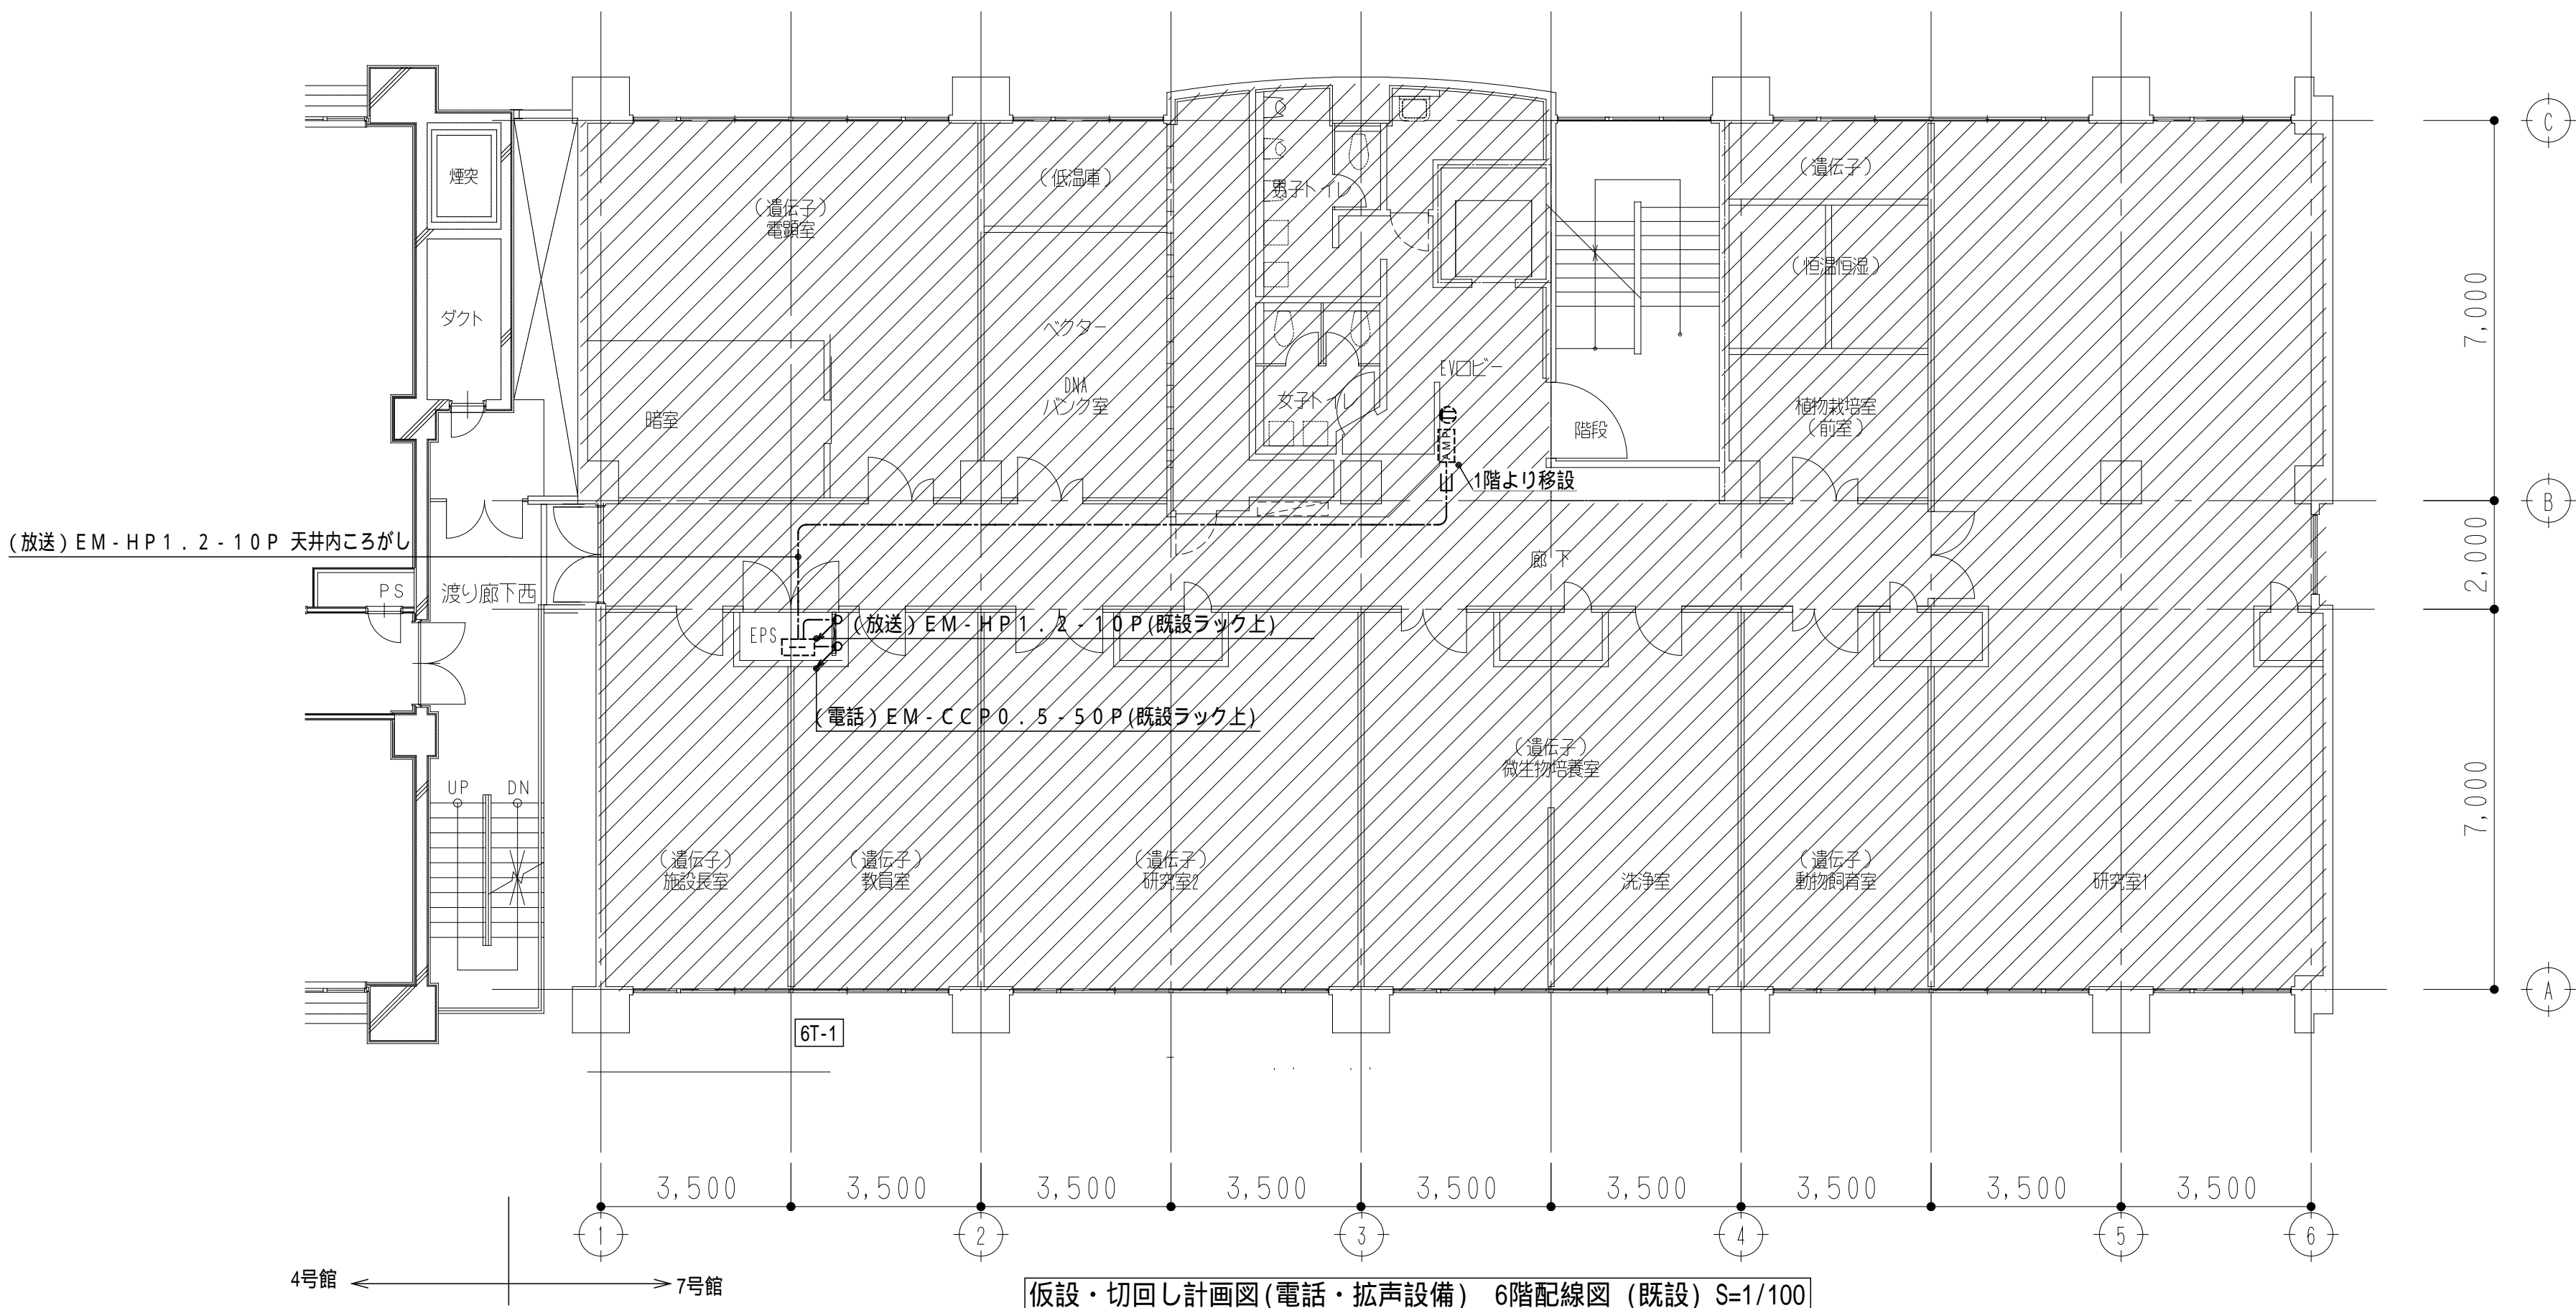 C
煙突
(遺伝子)
電顕室
(低温庫)
男子トイレ
(遺伝子)
(恒温恒湿)
7,000
ダクト
ベクター
DNA
バンク室
暗室
女子トイレ
EVロビー
AMP
階段
植物栽培室
(前室)
1階より移設
B
(放送)EM-HP1.2-10P 天井内ころがし
廊 下
2,000
PS
渡り廊下西
EPS
P (放送)EM-HP1.2-10P(既設ラック上)
(電話)EM-CCP0.5-50P(既設ラック上)
(遺伝子)
微生物培養室
7,000
UP
DN
(遺伝子)
施設長室
(遺伝子)
教員室
(遺伝子)
研究室2
洗浄室
(遺伝子)
動物飼育室
研究室1
A
6T-1
3,500 3,500 3,500 3,500 3,500 3,500 3,500 3,500 3,500
1 2 3 4 5 6
4号館
7号館
仮設・切回し計画図(電話・拡声設備) 6階配線図 (既設) S=1/100